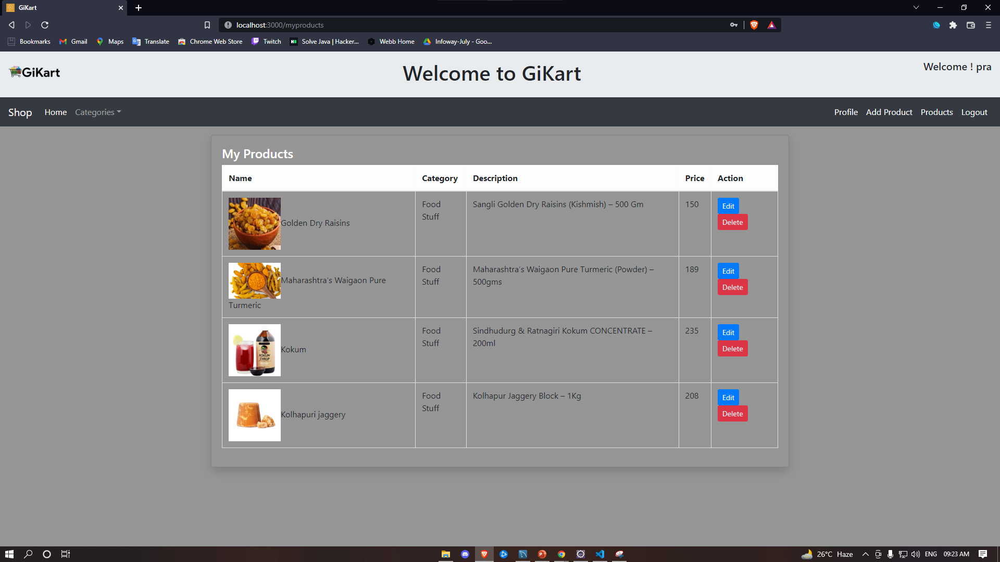 GiKart
localhost:3000/myproducts
Bookmarks Gmail Maps Translate Chrome Web Store Twitch Solve Java | Hacker... Webb Home Infoway-July - Goo...
GiKart
Welcome to GiKart
Welcome ! pra
Shop Home Categories Profile Add Product Products Logout
My Products
Name Category Description Price Action
Golden Dry Raisins
Food
Stuff
Sangli Golden Dry Raisins (Kishmish) – 500 Gm
150
Edit
Delete
Maharashtra's Waigaon Pure
Turmeric
Food
Stuff
Maharashtra's Waigaon Pure Turmeric (Powder) –
500gms
189
Edit
Delete
KOKUM
SYRUP
Kokum
Food
Stuff
Sindhudurg & Ratnagiri Kokum CONCENTRATE –
200ml
235
Edit
Delete
Kolhapuri jaggery
Food
Stuff
Kolhapur Jaggery Block – 1Kg
208
Edit
Delete
26°C Haze ENG 09:23 AM